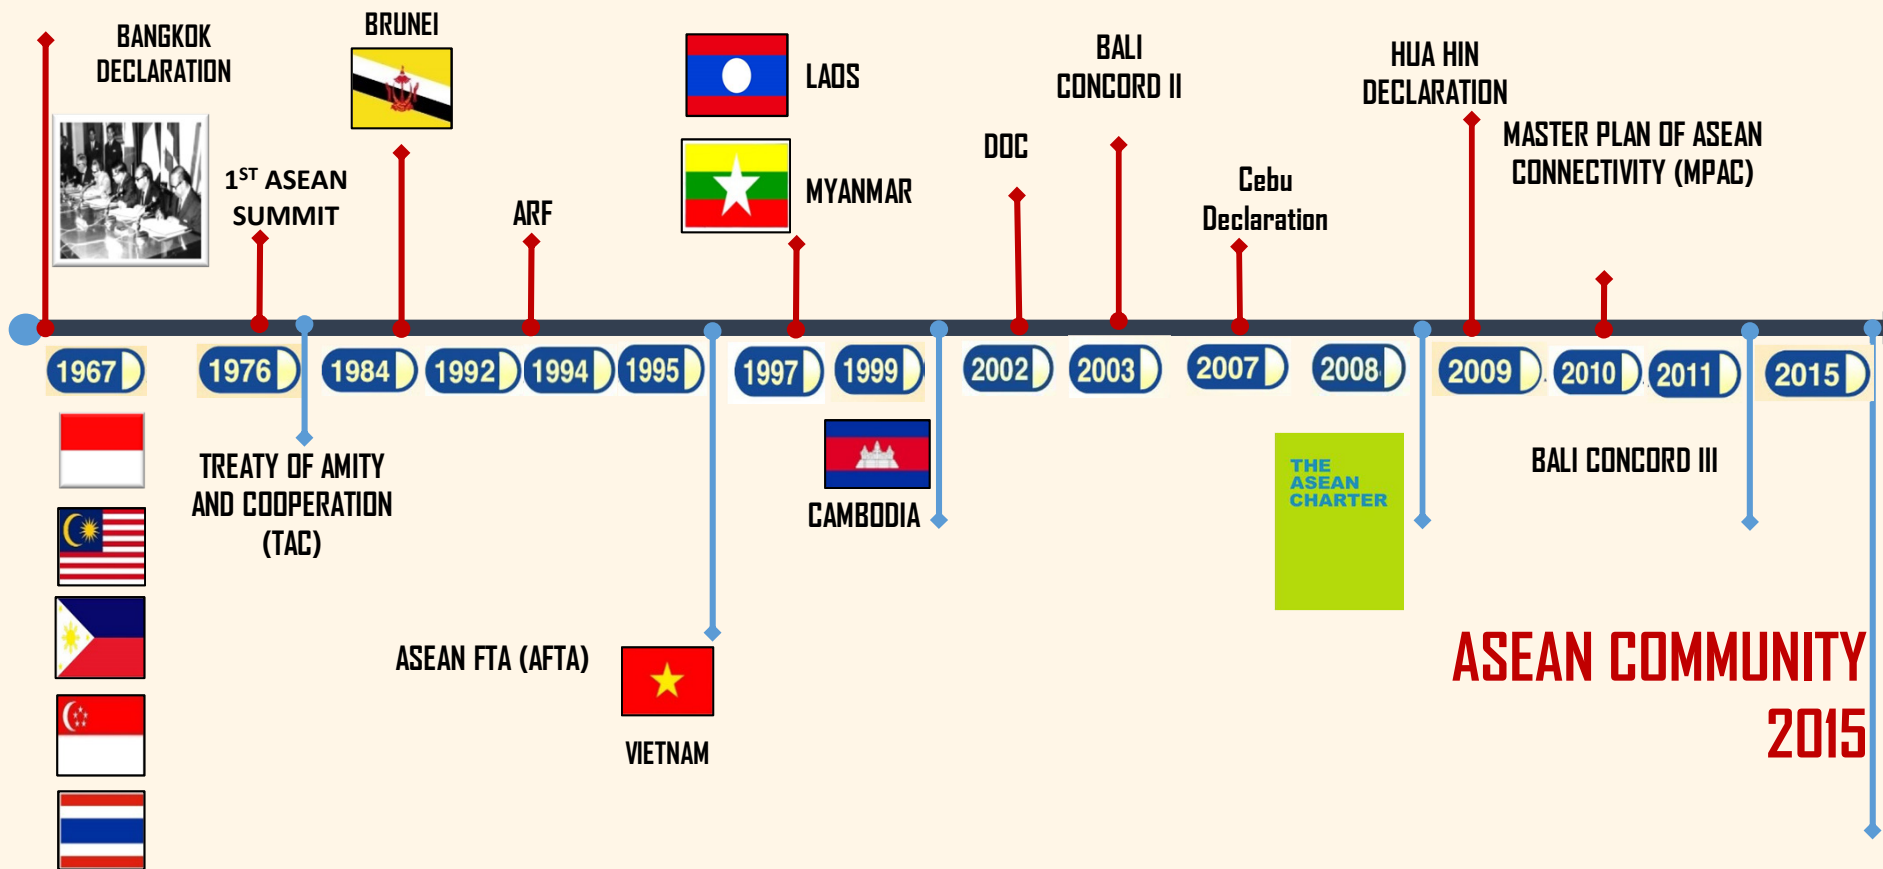 BANGKOK
DECLARATION
1ST ASEAN
SUMMIT
BRUNEI
ARF
LAOS
MYANMAR
DOC
BALI
CONCORD II
Cebu
Declaration
HUA HIN
DECLARATION
MASTER PLAN OF ASEAN
CONNECTIVITY (MPAC)
1967
1976
1984
1992
1994
1995
1997
1999
2002
2003
2007
2008
2009
2010
2011
2015
TREATY OF AMITY
AND COOPERATION
(TAC)
ASEAN FTA (AFTA)
VIETNAM
CAMBODIA
THE
ASEAN
CHARTER
BALI CONCORD III
ASEAN COMMUNITY
2015